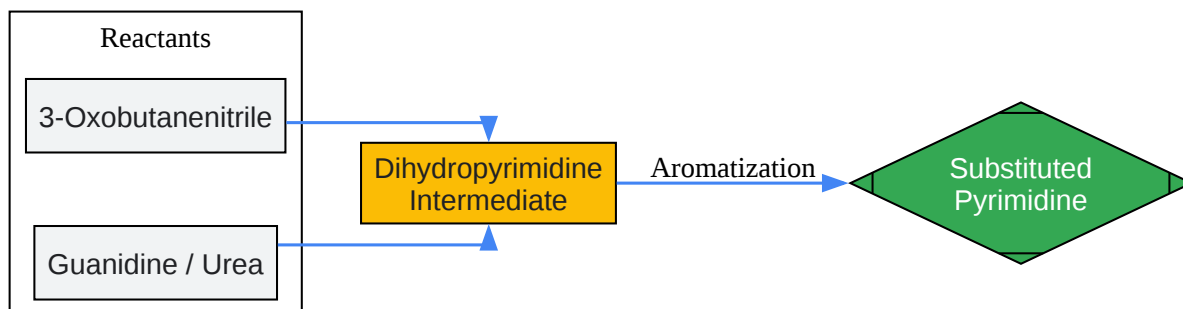 Reactants
3-Oxobutanenitrile
Guanidine / Urea
Dihydropyrimidine
Intermediate
Aromatization
Substituted
Pyrimidine